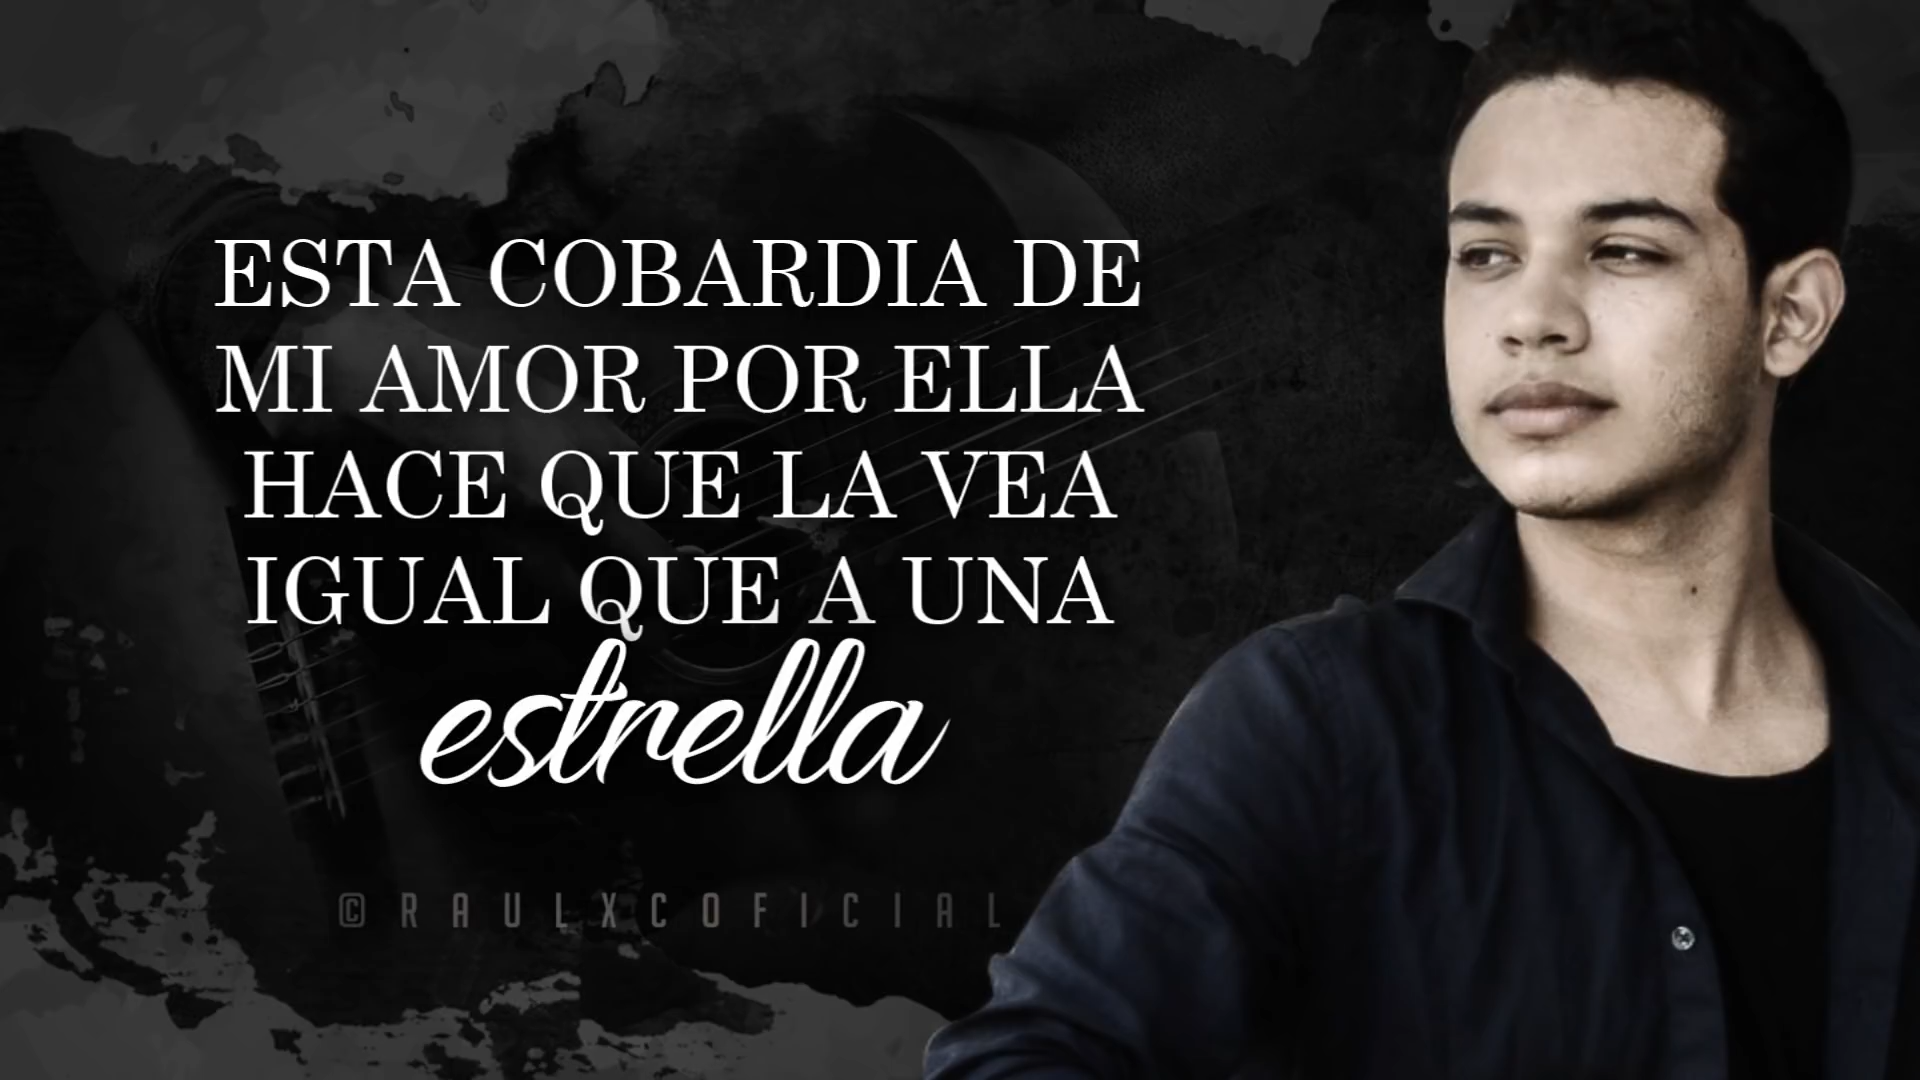 ESTA COBARDIA DE
MI AMOR POR ELLA
HACE QUE LA VEA
IGUAL QUE A UNA
estrella
© RAULXCOFICIAL